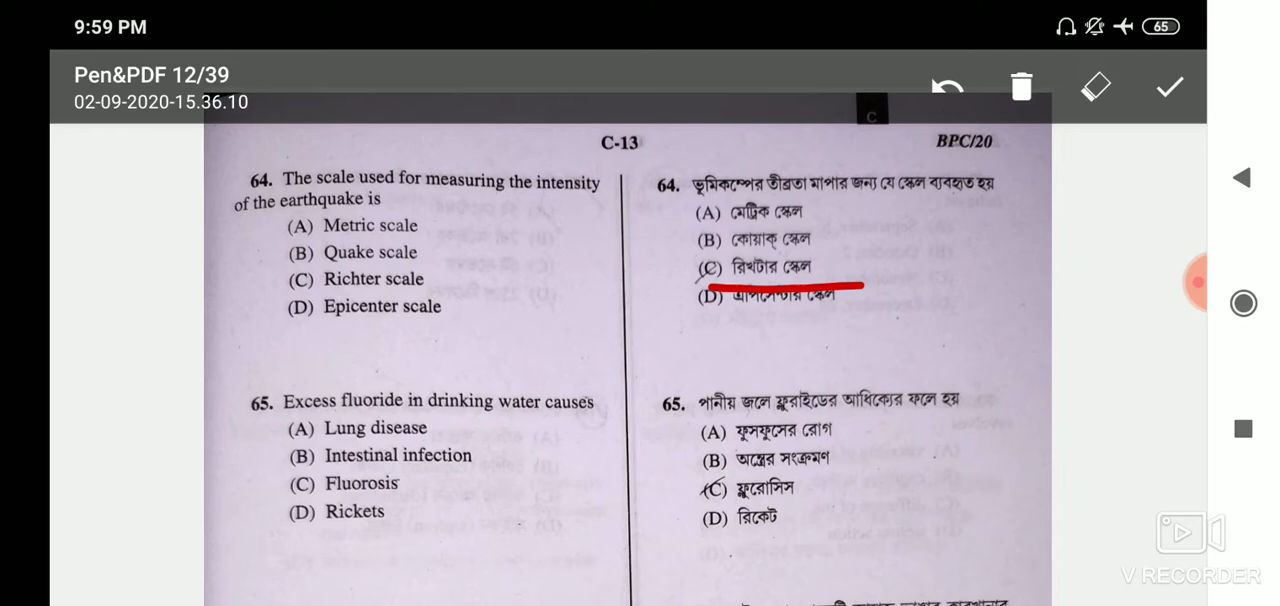 9:59 PM
65
Pen&PDF 12/39
02-09-2020-15.36.10
C
C-13
BPC/20
64. The scale used for measuring the intensity
of the earthquake is
(A) Metric scale
(B) Quake scale
(C) Richter scale
(D) Epicenter scale
65. Excess fluoride in drinking water causes
(A) Lung disease
(B) Intestinal infection
(C) Fluorosis
(D) Rickets
64. ভূমিকম্পের তীব্রতা মাপার জন্য যে স্কেল ব্যবহৃত হয়
(A) মেট্রিক স্কেল
(B) কোয়াক্ স্কেল
(C) রিখটার স্কেল
(D) এপিসেন্টার স্কেল
65. পানীয় জলে ফ্লুরাইডের আধিক্যের ফলে হয়
(A) ফুসফুসের রোগ
(B) অন্ত্রের সংক্রমণ
(C) ফ্লুরোসিস
(D) রিকেট
V RECORDER